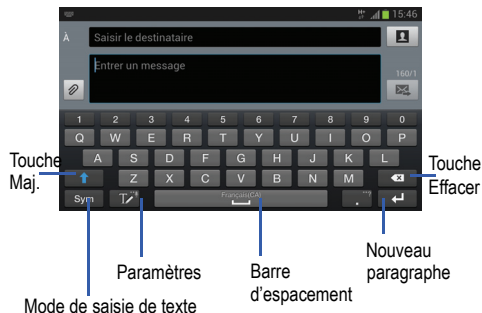 15:46
À Saisir le destinataire
Entrer un message
160/1
1 2 3 4 5 6 7 8 9 0
Q W E R T Y U I O P
A S D F G H J K L
Z X C V B N M
Sym Français(CA) .
Touche
Maj.
Touche
Effacer
Paramètres
Barre
d'espacement
Nouveau
paragraphe
Mode de saisie de texte